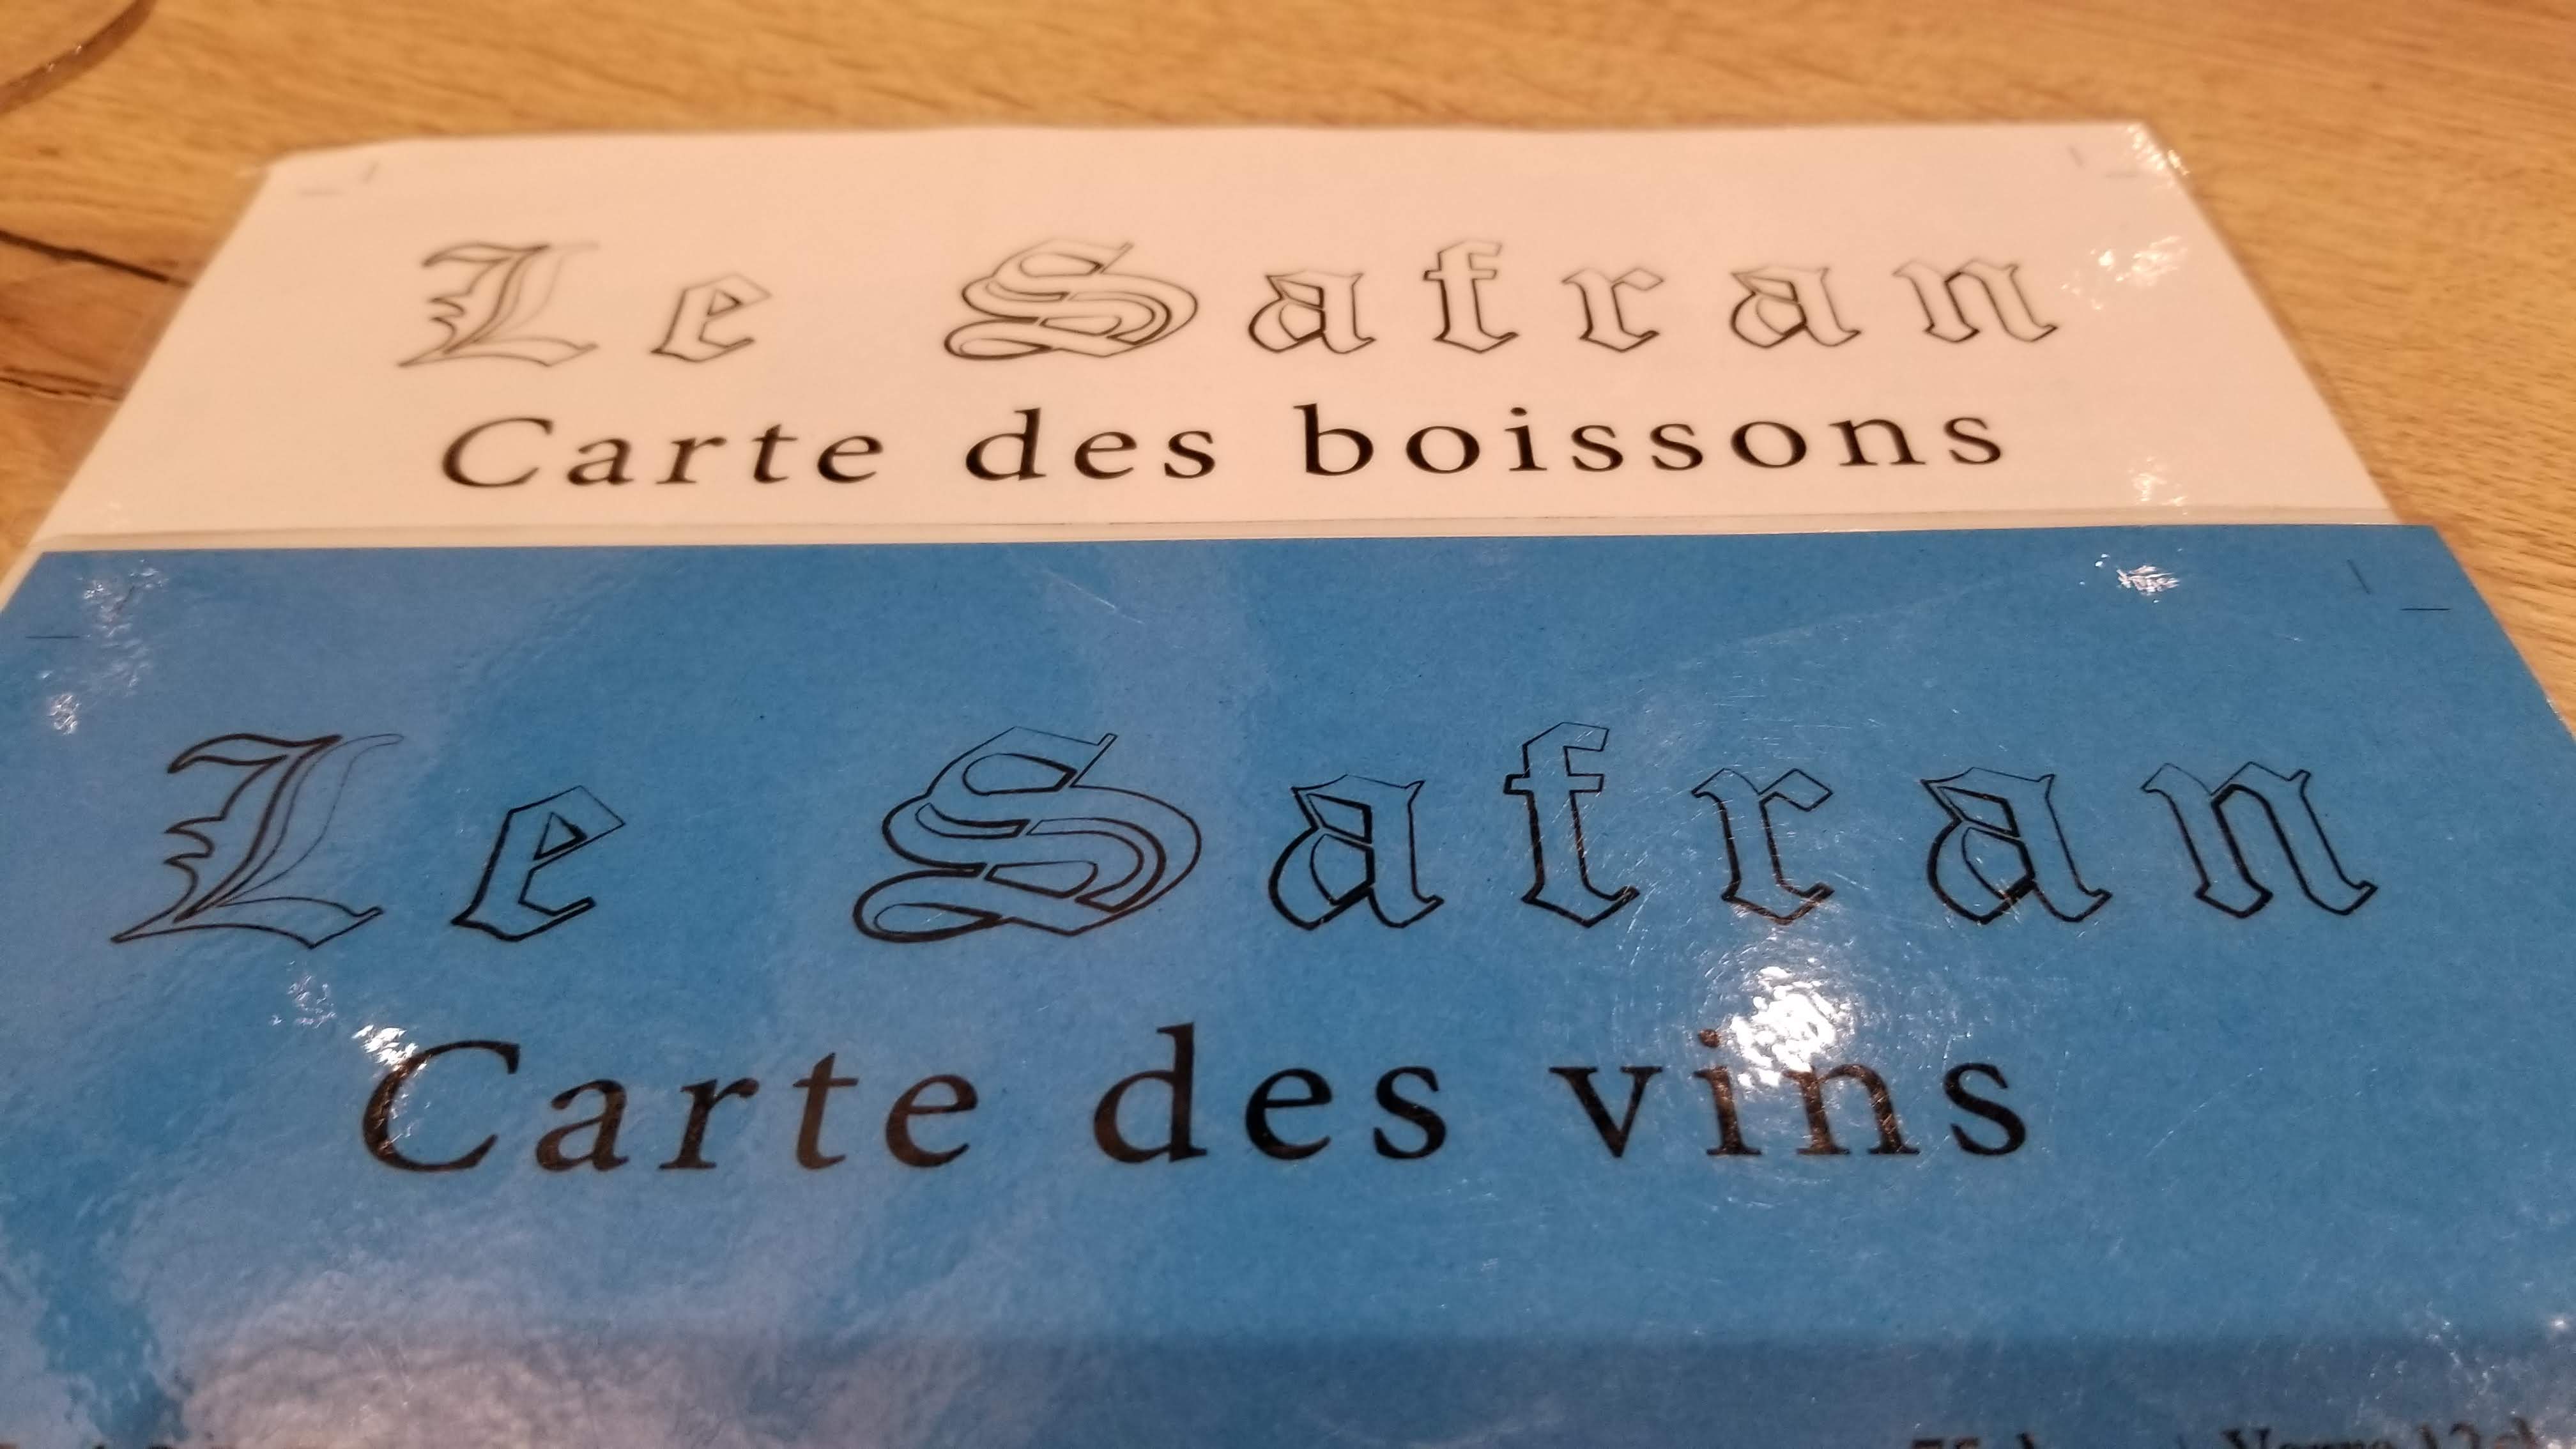 Le Safran
Carte des boissons
Le Safran
Carte des vins